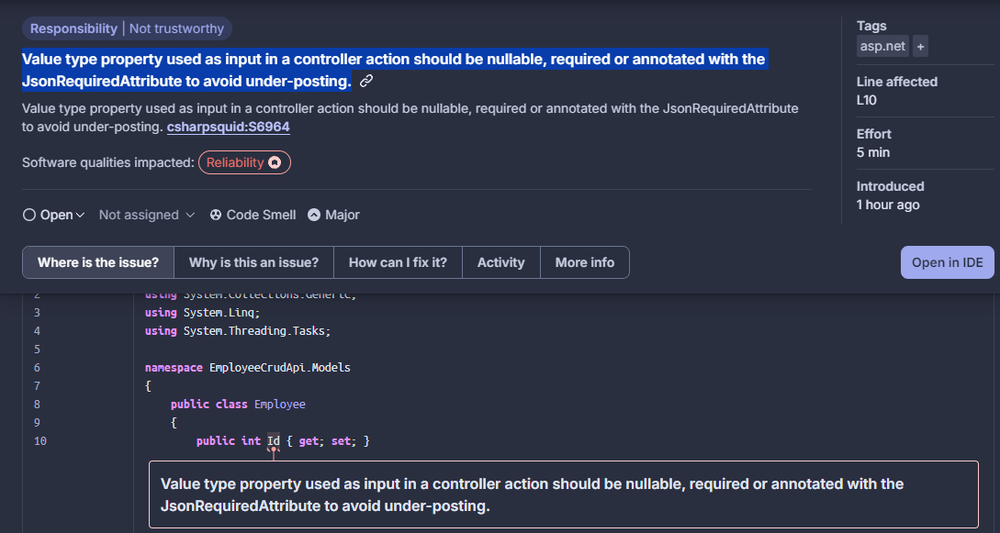 Responsibility | Not trustworthy
Value type property used as input in a controller action should be nullable, required or annotated with the
JsonRequiredAttribute to avoid under-posting.
Value type property used as input in a controller action should be nullable, required or annotated with the JsonRequiredAttribute
to avoid under-posting. csharpsquid:S6964
Software qualities impacted: Reliability
Open Not assigned Code Smell Major
Tags
asp.net +
Line affected
L10
Effort
5 min
Introduced
1 hour ago
Where is the issue? Why is this an issue? How can I fix it? Activity More info Open in IDE
2 using System.Collections.Generic;
3 using System.Linq;
4 using System.Threading.Tasks;
5
6 namespace EmployeeCrudApi.Models
7 {
8 public class Employee
9 {
10 public int Id { get; set; }
Value type property used as input in a controller action should be nullable, required or annotated with the
JsonRequiredAttribute to avoid under-posting.